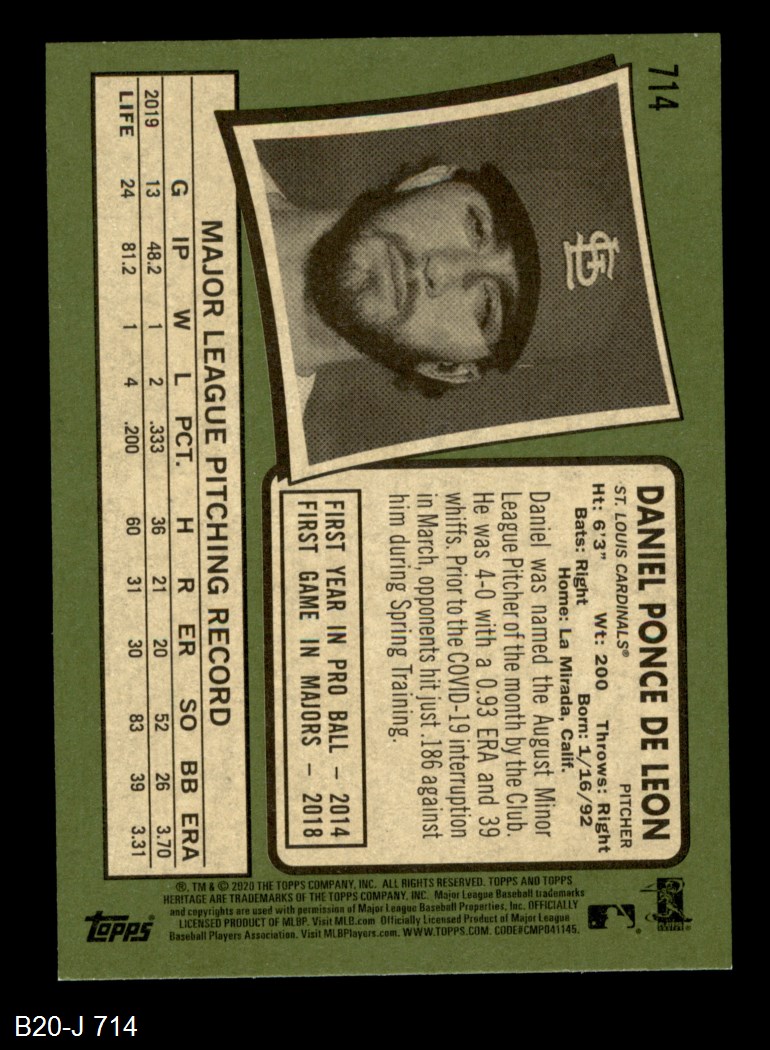 714
DANIEL PONCE DE LEON
ST. LOUIS CARDINALS® PITCHER
Ht: 6'3" Wt: 200 Throws: Right
Bats: Right Born: 1/16/92
Home: La Mirada, Calif.
Daniel was named the August Minor
League Pitcher of the month by the Club.
He was 4-0 with a 0.93 ERA and 39
whiffs. Prior to the COVID-19 interruption
in March, opponents hit just .186 against
him during Spring Training.
FIRST YEAR IN PRO BALL – 2014
FIRST GAME IN MAJORS – 2018
MAJOR LEAGUE PITCHING RECORD
G IP W L PCT. H R ER SO BB ERA
2019 13 48.2 1 2 .333 36 21 20 52 26 3.70
LIFE 24 81.2 1 4 .200 60 31 30 83 39 3.31
®, TM & © 2020 THE TOPPS COMPANY, INC. ALL RIGHTS RESERVED. TOPPS AND TOPPS
HERITAGE ARE TRADEMARKS OF THE TOPPS COMPANY, INC. Major League Baseball trademarks
and copyrights are used with permission of Major League Baseball Properties, Inc. OFFICIALLY
LICENSED PRODUCT OF MLBP. Visit MLB.com Officially Licensed Product of Major League
Baseball Players Association. Visit MLBPlayers.com. WWW.TOPPS.COM. CODE#CMP041145.
TOPPS
B20-J 714